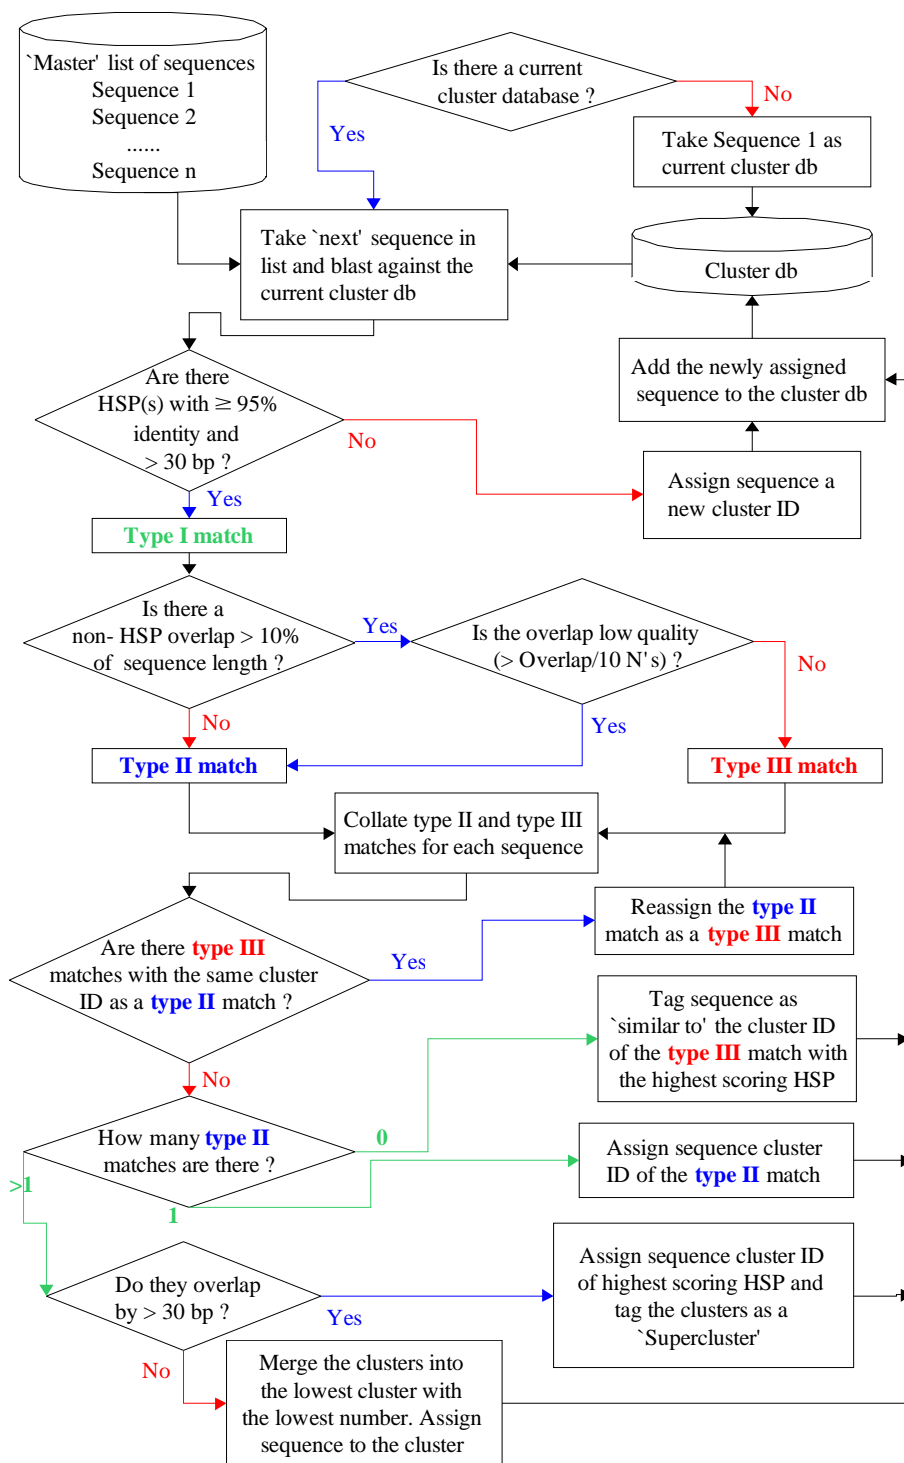 `Master' list of sequences
Sequence 1
Sequence 2
......
Sequence n
Is there a current
cluster database ?
No
Yes
Take Sequence 1 as
current cluster db
Take `next' sequence in
list and blast against the
current cluster db
Cluster db
Are there
HSP(s) with ≥ 95%
identity and
> 30 bp ?
No
Yes
Add the newly assigned
sequence to the cluster db
Assign sequence a
new cluster ID
Type I match
Is there a
non- HSP overlap > 10%
of sequence length ?
Yes
No
Is the overlap low quality
(> Overlap/10 N's) ?
No
Yes
Type II match
Type III match
Collate type II and type III
matches for each sequence
Are there type III
matches with the same cluster
ID as a type II match ?
Yes
No
Reassign the type II
match as a type III match
Tag sequence as
`similar to' the cluster ID
of the type III match with
the highest scoring HSP
How many type II
matches are there ?
0
>1
1
Assign sequence cluster
ID of the type II match
Do they overlap
by > 30 bp ?
Yes
No
Assign sequence cluster ID
of highest scoring HSP and
tag the clusters as a
`Supercluster'
Merge the clusters into
the lowest cluster with
the lowest number. Assign
sequence to the cluster